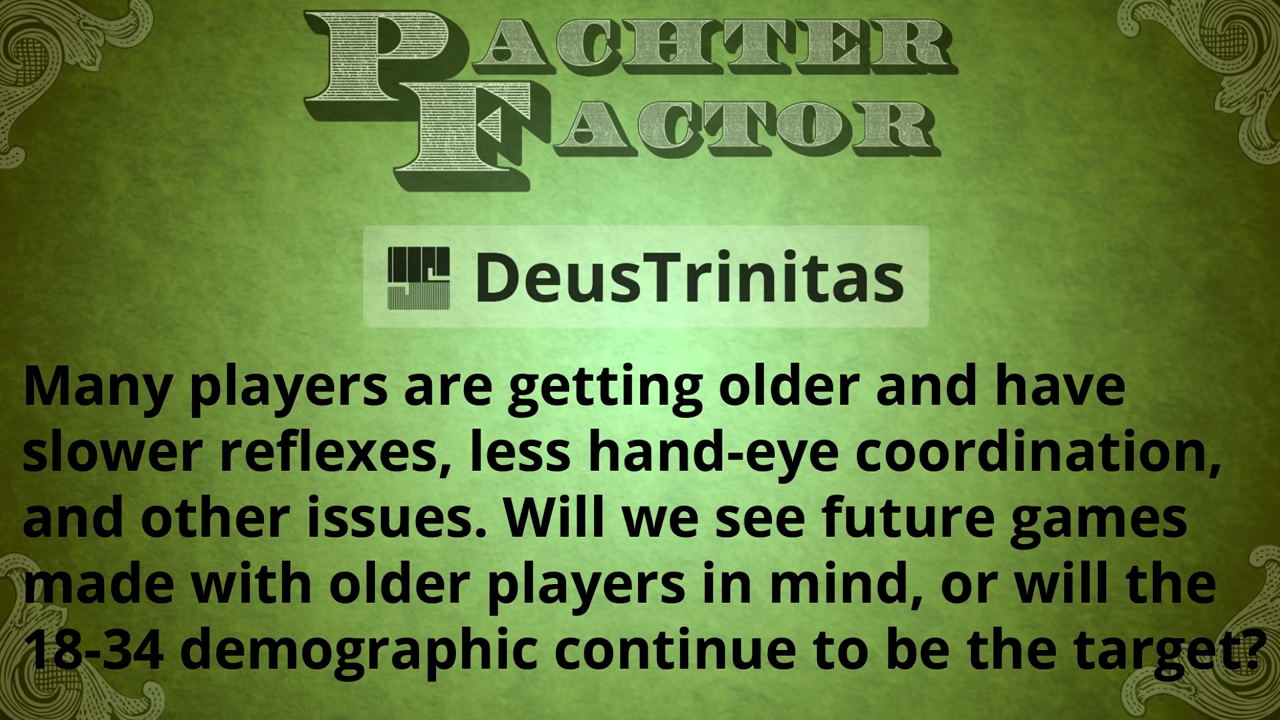 PACHTER
FACTOR
DeusTrinitas
Many players are getting older and have
slower reflexes, less hand-eye coordination,
and other issues. Will we see future games
made with older players in mind, or will the
18-34 demographic continue to be the target?